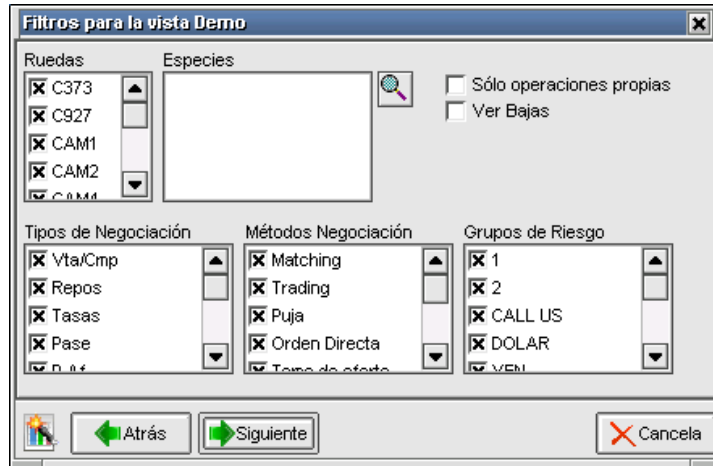 Filtros para la vista Demo
Ruedas
Especies
C373
C927
CAM1
CAM2
CAM4
Sólo operaciones propias
Ver Bajas
Tipos de Negociación
Métodos Negociación
Grupos de Riesgo
Vta/Cmp
Repos
Tasas
Pase
Matching
Trading
Puja
Orden Directa
1
2
CALL US
DOLAR
Atrás
Siguiente
Cancela